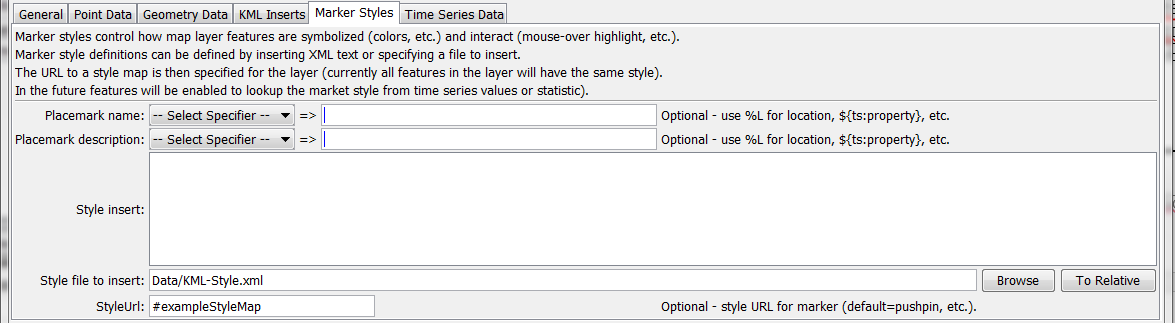 General Point Data Geometry Data KML Inserts Marker Styles Time Series Data
Marker styles control how map layer features are symbolized (colors, etc.) and interact (mouse-over highlight, etc.).
Marker style definitions can be defined by inserting XML text or specifying a file to insert.
The URL to a style map is then specified for the layer (currently all features in the layer will have the same style).
In the future features will be enabled to lookup the market style from time series values or statistic).
Placemark name: -- Select Specifier -- => Optional - use %L for location, ${ts:property}, etc.
Placemark description: -- Select Specifier -- => Optional - use %L for location, ${ts:property}, etc.
Style insert:
Style file to insert: Data/KML-Style.xml Browse To Relative
StyleUrl: #exampleStyleMap Optional - style URL for marker (default=pushpin, etc.).